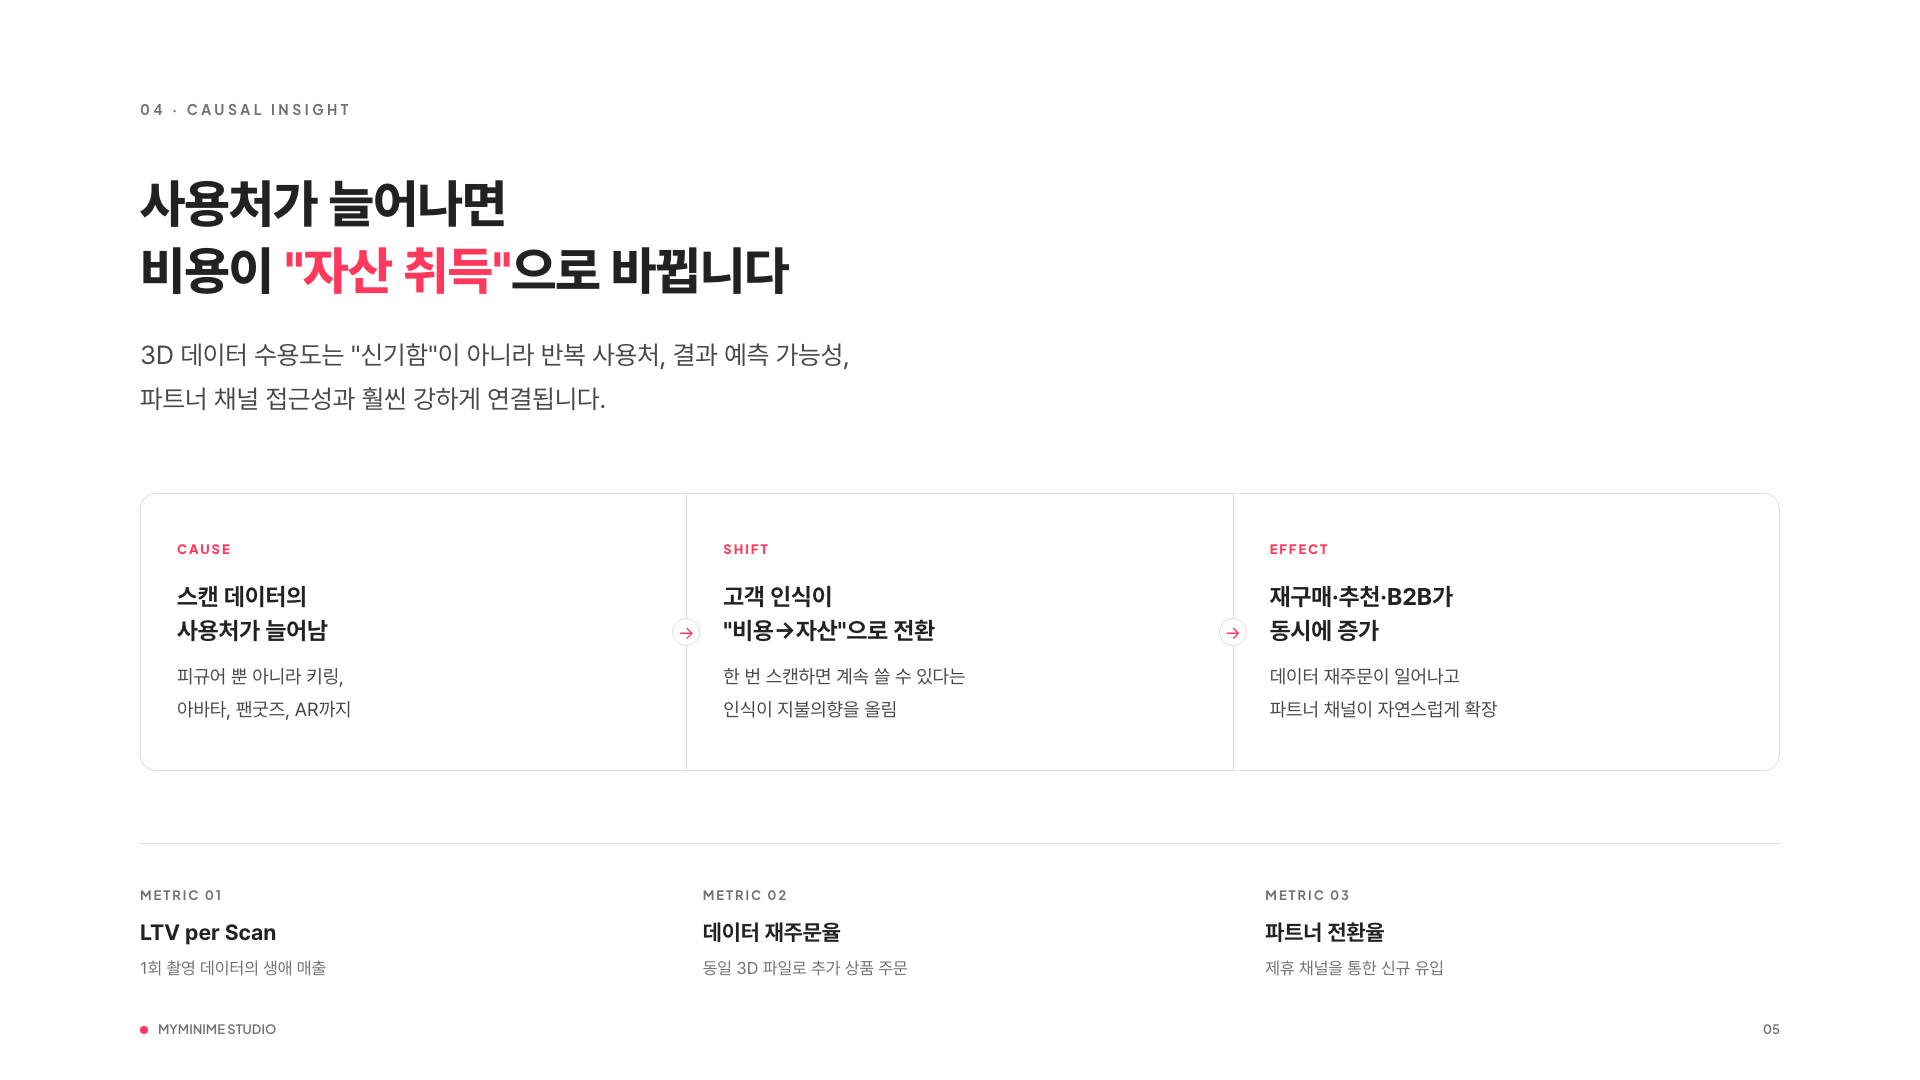 04 · CAUSAL INSIGHT
사용처가 늘어나면
비용이 "자산 취득"으로 바뀝니다
3D 데이터 수용도는 "신기함"이 아니라 반복 사용처, 결과 예측 가능성,
파트너 채널 접근성과 훨씬 강하게 연결됩니다.
CAUSE
스캔 데이터의
사용처가 늘어남
피규어 뿐 아니라 키링,
아바타, 팬굿즈, AR까지
→
SHIFT
고객 인식이
"비용→자산"으로 전환
한 번 스캔하면 계속 쓸 수 있다는
인식이 지불의향을 올림
→
EFFECT
재구매·추천·B2B가
동시에 증가
데이터 재주문이 일어나고
파트너 채널이 자연스럽게 확장
METRIC 01
LTV per Scan
1회 촬영 데이터의 생애 매출
METRIC 02
데이터 재주문율
동일 3D 파일로 추가 상품 주문
METRIC 03
파트너 전환율
제휴 채널을 통한 신규 유입
MYMINIME STUDIO
05